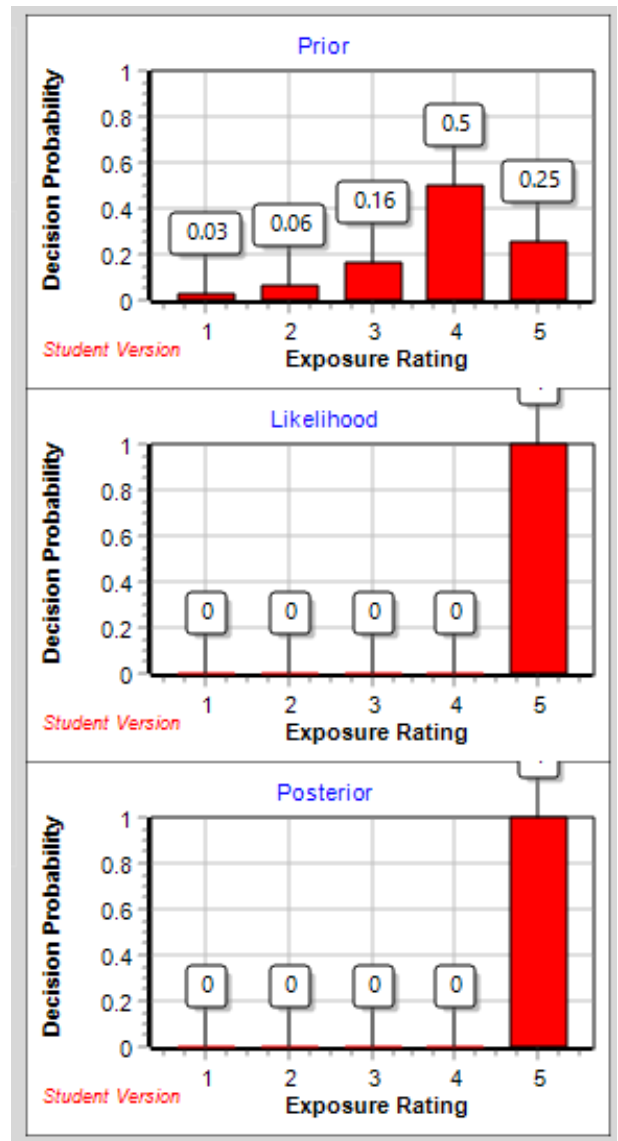 Prior
Decision Probability
1
0.8
0.6
0.4
0.2
0
0.03
0.06
0.16
0.5
0.25
1 2 3 4 5
Student Version
Exposure Rating
Likelihood
Decision Probability
1
0.8
0.6
0.4
0.2
0
0 0 0 0
1 2 3 4 5
Student Version
Exposure Rating
Posterior
Decision Probability
1
0.8
0.6
0.4
0.2
0
0 0 0 0
1 2 3 4 5
Student Version
Exposure Rating